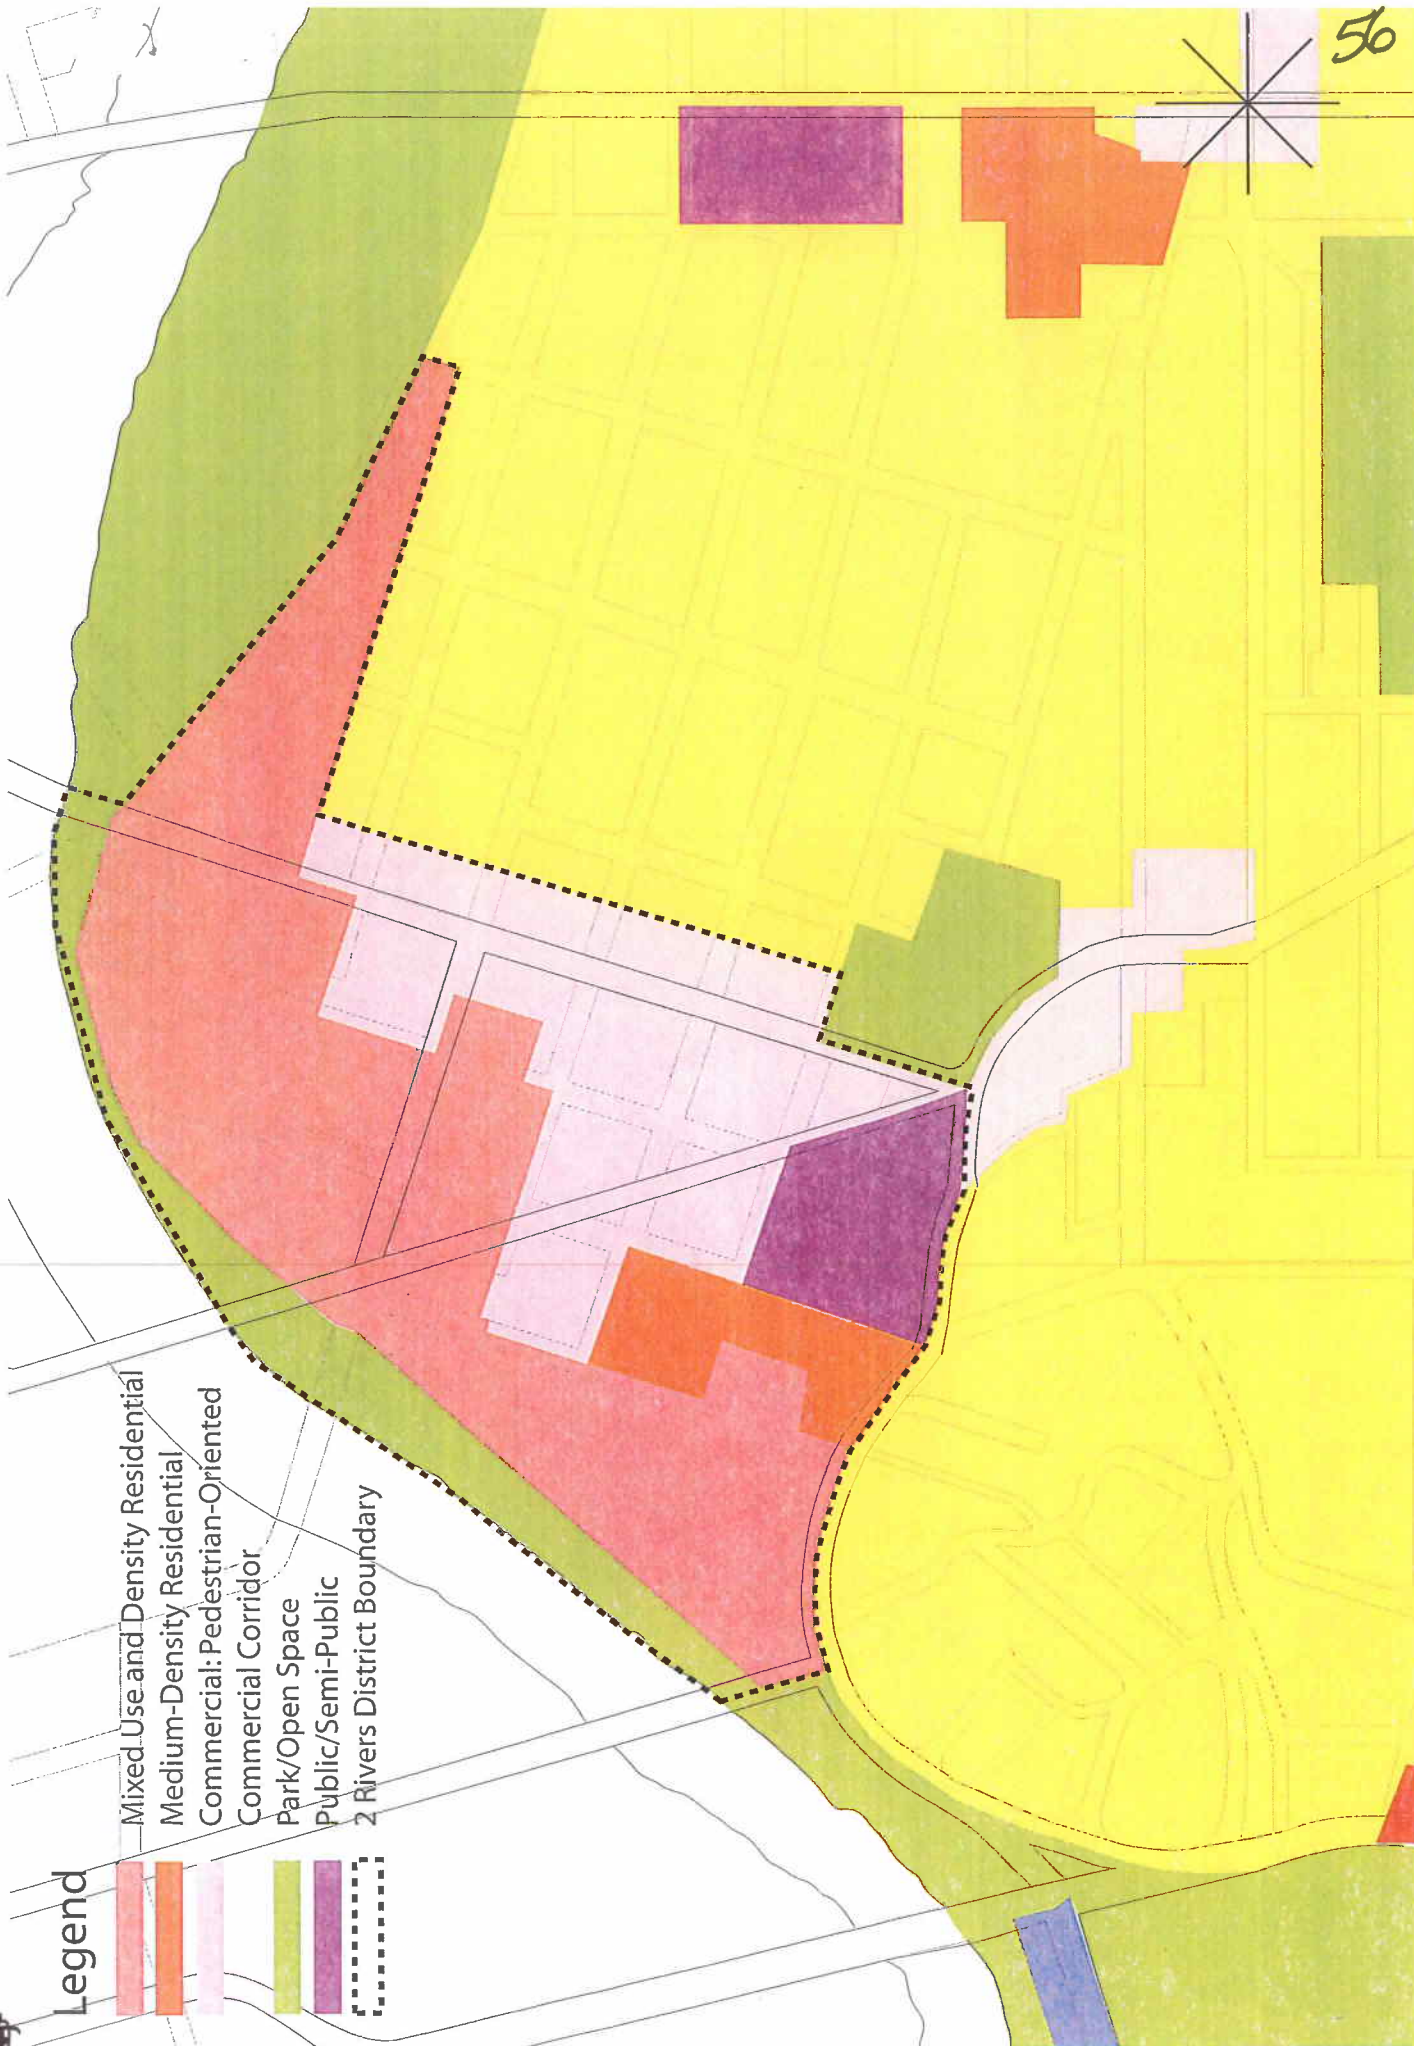 56
Legend
Mixed Use and Density Residential
Medium-Density Residential
Commercial: Pedestrian-Oriented
Commercial Corridor
Park/Open Space
Public/Semi-Public
2 Rivers District Boundary